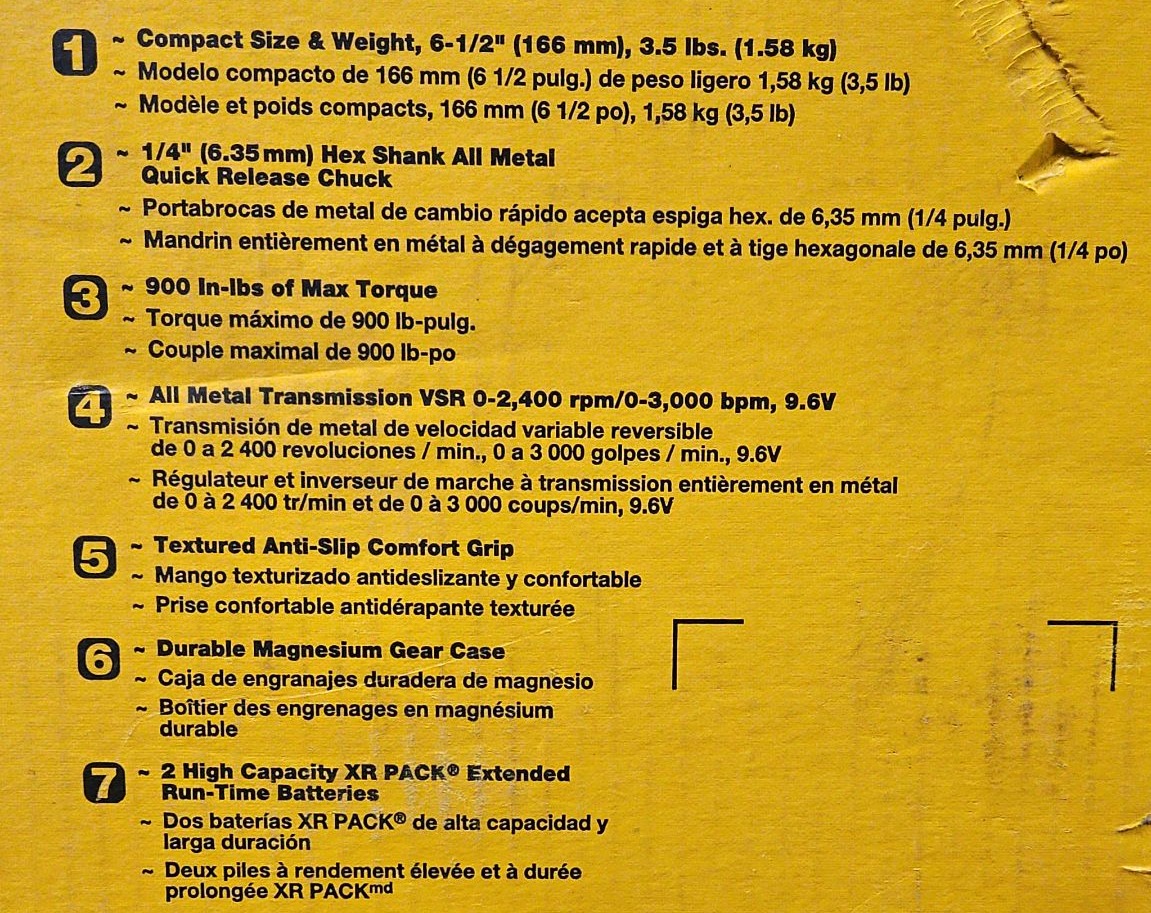 1 ~ Compact Size & Weight, 6-1/2" (166 mm), 3.5 lbs. (1.58 kg)
~ Modelo compacto de 166 mm (6 1/2 pulg.) de peso ligero 1,58 kg (3,5 lb)
~ Modèle et poids compacts, 166 mm (6 1/2 po), 1,58 kg (3,5 lb)
2 ~ 1/4" (6.35 mm) Hex Shank All Metal
Quick Release Chuck
~ Portabrocas de metal de cambio rápido acepta espiga hex. de 6,35 mm (1/4 pulg.)
~ Mandrin entièrement en métal à dégagement rapide et à tige hexagonale de 6,35 mm (1/4 po)
3 ~ 900 In-lbs of Max Torque
~ Torque máximo de 900 lb-pulg.
~ Couple maximal de 900 lb-po
4 ~ All Metal Transmission VSR 0-2,400 rpm/0-3,000 bpm, 9.6V
~ Transmisión de metal de velocidad variable reversible
de 0 a 2 400 revoluciones / min., 0 a 3 000 golpes / min., 9.6V
~ Régulateur et inverseur de marche à transmission entièrement en métal
de 0 à 2 400 tr/min et de 0 à 3 000 coups/min, 9.6V
5 ~ Textured Anti-Slip Comfort Grip
~ Mango texturizado antideslizante y confortable
~ Prise confortable antidérapante texturée
6 ~ Durable Magnesium Gear Case
~ Caja de engranajes duradera de magnesio
~ Boîtier des engrenages en magnésium
durable
7 ~ 2 High Capacity XR PACK® Extended
Run-Time Batteries
~ Dos baterías XR PACK® de alta capacidad y
larga duración
~ Deux piles à rendement élevée et à durée
prolongée XR PACKmd